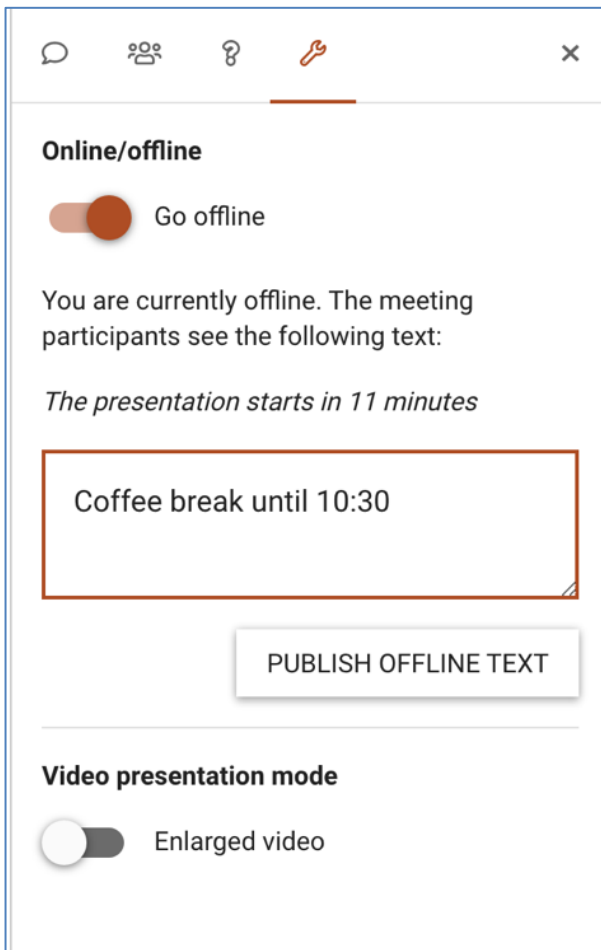 Online/offline
Go offline
You are currently offline. The meeting
participants see the following text:
The presentation starts in 11 minutes
Coffee break until 10:30
PUBLISH OFFLINE TEXT
Video presentation mode
Enlarged video